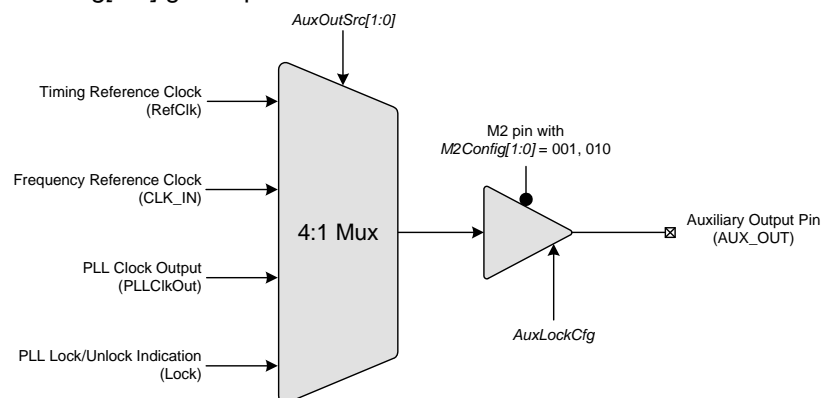 AuxOutSrc[1:0]
Timing Reference Clock
(RefClk)
M2 pin with
M2Config[1:0] = 001, 010
Frequency Reference Clock
(CLK_IN)
4:1 Mux
Auxiliary Output Pin
(AUX_OUT)
PLL Clock Output
(PLLClkOut)
AuxLockCfg
PLL Lock/Unlock Indication
(Lock)